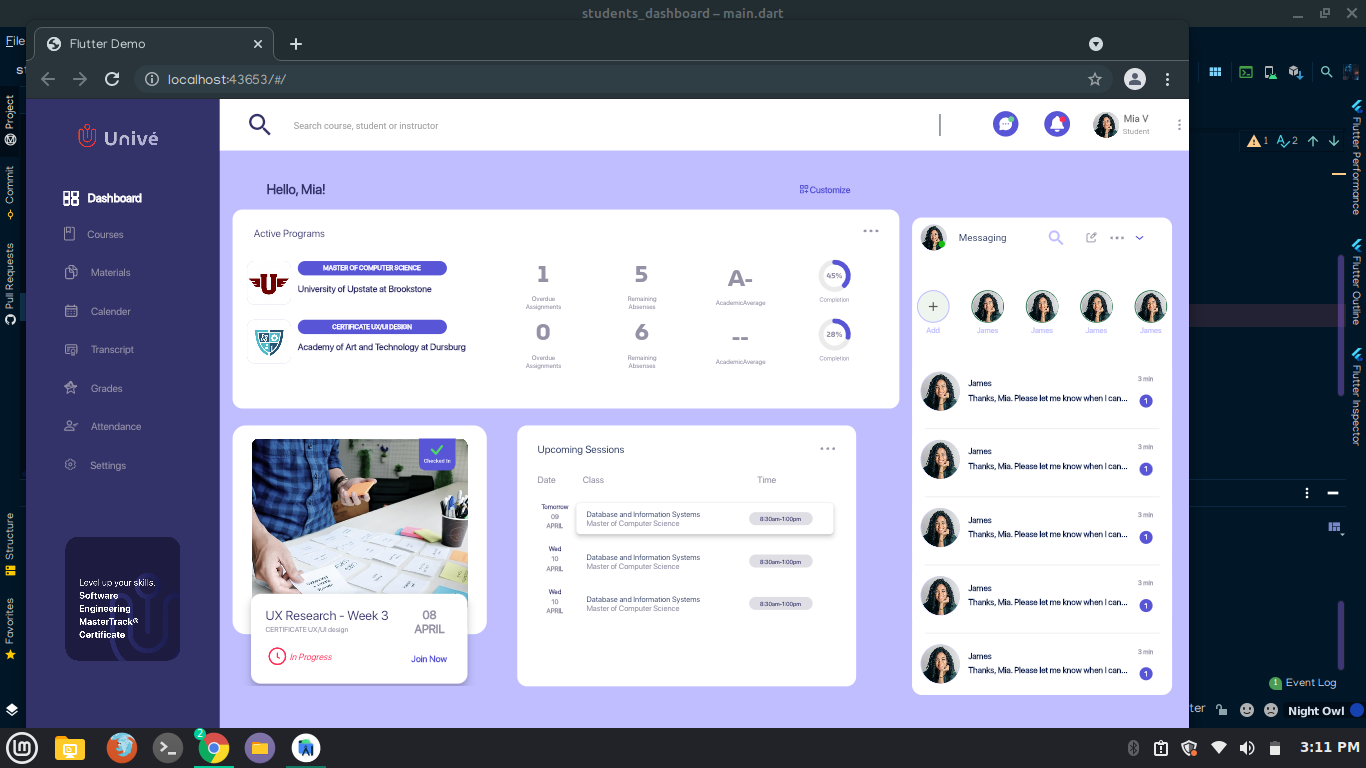 students_dashboard – main.dart
File
Flutter Demo
localhost:43653/#/
Project
Commit
Pull Requests
Structure
Favorites
Univé
Dashboard
Courses
Materials
Calender
Transcript
Grades
Attendance
Settings
Level up your skills.
Software
Engineering
MasterTrack®
Certificate
Search course, student or instructor
Mia V
Student
Hello, Mia!
Customize
Active Programs
MASTER OF COMPUTER SCIENCE
University of Upstate at Brookstone
1
Overdue
Assignments
5
Remaining
Absenses
A-
AcademicAverage
45%
Completion
CERTIFICATE UX/UI DESIGN
Academy of Art and Technology at Dursburg
0
Overdue
Assignments
6
Remaining
Absenses
--
AcademicAverage
28%
Completion
Checked In
UX Research - Week 3
CERTIFICATE UX/UI design
08
APRIL
In Progress
Join Now
Upcoming Sessions
Date Class Time
Tomorrow
09
APRIL
Database and Information Systems
Master of Computer Science
8:30am-1:00pm
Wed
10
APRIL
Database and Information Systems
Master of Computer Science
8:30am-1:00pm
Wed
10
APRIL
Database and Information Systems
Master of Computer Science
8:30am-1:00pm
Messaging
Add James James James James
James
3 min
Thanks, Mia. Please let me know when I can...
1
James
3 min
Thanks, Mia. Please let me know when I can...
1
James
3 min
Thanks, Mia. Please let me know when I can...
1
James
3 min
Thanks, Mia. Please let me know when I can...
1
James
3 min
Thanks, Mia. Please let me know when I can...
1
1 2
Flutter Performance
Flutter Outline
Flutter Inspector
1 Event Log
Night Owl
2
3:11 PM